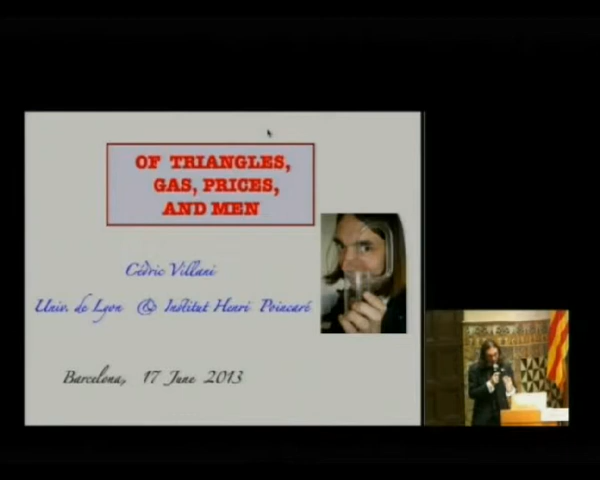 OF TRIANGLES,
GAS, PRICES,
AND MEN
Cédric Villani
Univ. de Lyon @ Institut Henri Poincaré
Barcelona, 17 June 2013